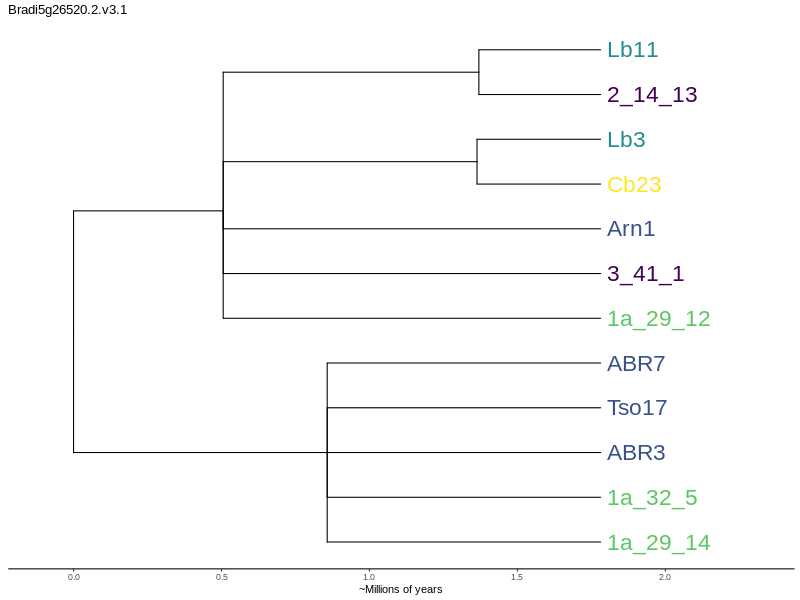 Bradi5g26520.2.v3.1
Lb11
2_14_13
Lb3
Cb23
Arn1
3_41_1
1a_29_12
ABR7
Tso17
ABR3
1a_32_5
1a_29_14
0.0 0.5 1.0 1.5 2.0
~Millions of years